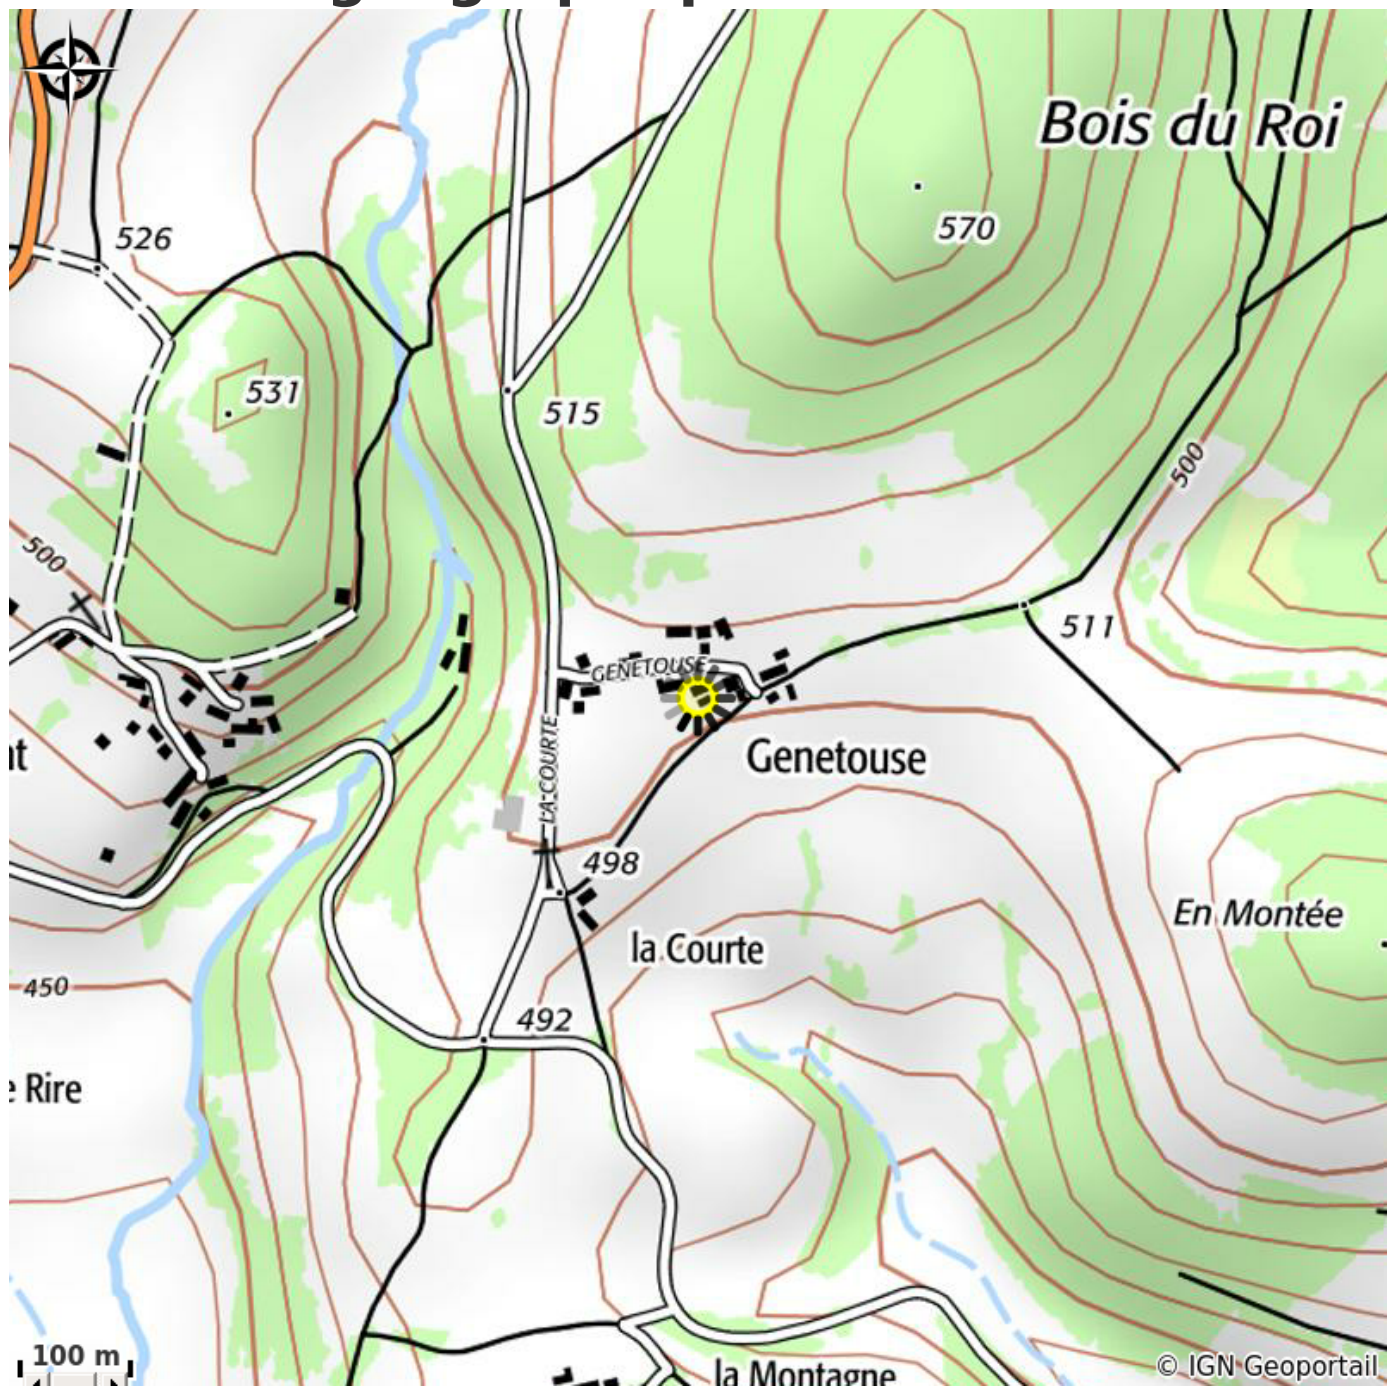 Bois du Roi
526
570
531
515
500
500
511
GENETOUSE
LA COURTE
nt
Genetouse
498
En Montée
la Courte
450
492
e Rire
100 m
la Montagne
© IGN Geoportail